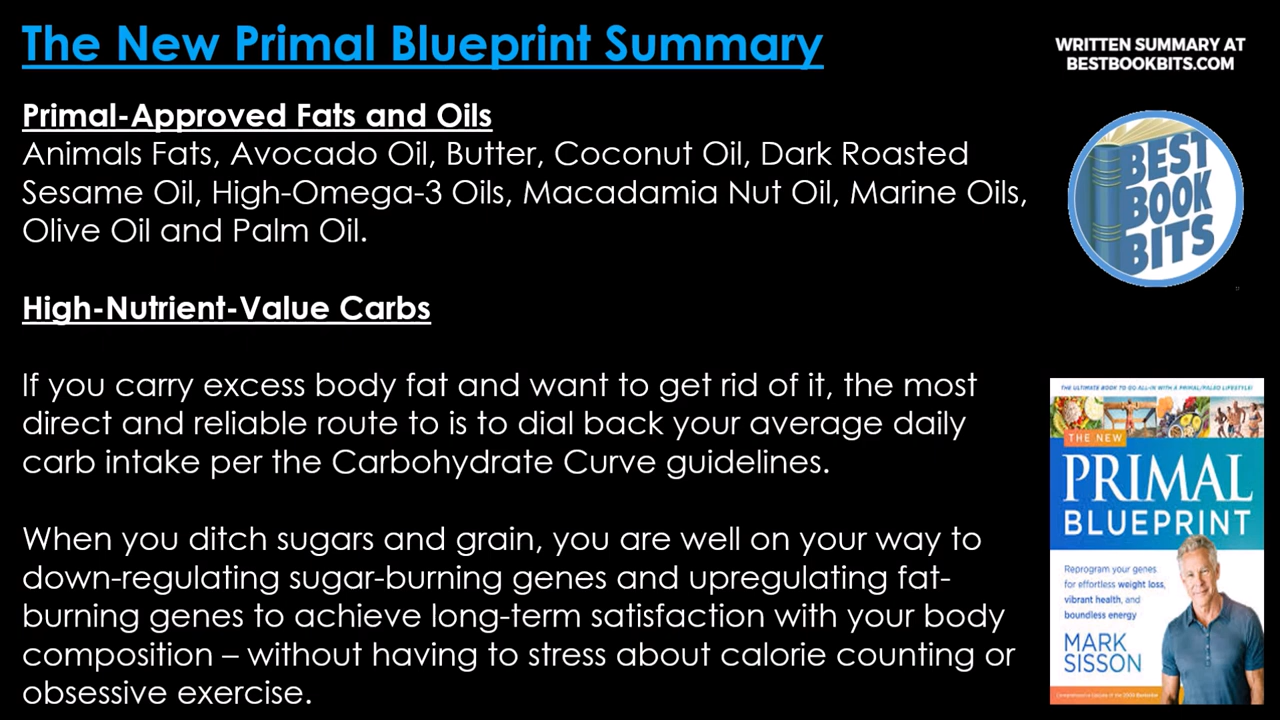 The New Primal Blueprint Summary
WRITTEN SUMMARY AT
BESTBOOKBITS.COM
Primal-Approved Fats and Oils
Animals Fats, Avocado Oil, Butter, Coconut Oil, Dark Roasted
Sesame Oil, High-Omega-3 Oils, Macadamia Nut Oil, Marine Oils,
Olive Oil and Palm Oil.
BEST
BOOK
BITS
High-Nutrient-Value Carbs
If you carry excess body fat and want to get rid of it, the most
direct and reliable route to is to dial back your average daily
carb intake per the Carbohydrate Curve guidelines.
When you ditch sugars and grain, you are well on your way to
down-regulating sugar-burning genes and upregulating fat-
burning genes to achieve long-term satisfaction with your body
composition – without having to stress about calorie counting or
obsessive exercise.
THE ULTIMATE BOOK TO GO ALL-IN WITH A PRIMAL/PALEO LIFESTYLE!
THE NEW
PRIMAL
BLUEPRINT
Reprogram your genes
for effortless weight loss,
vibrant health, and
boundless energy
MARK
SISSON